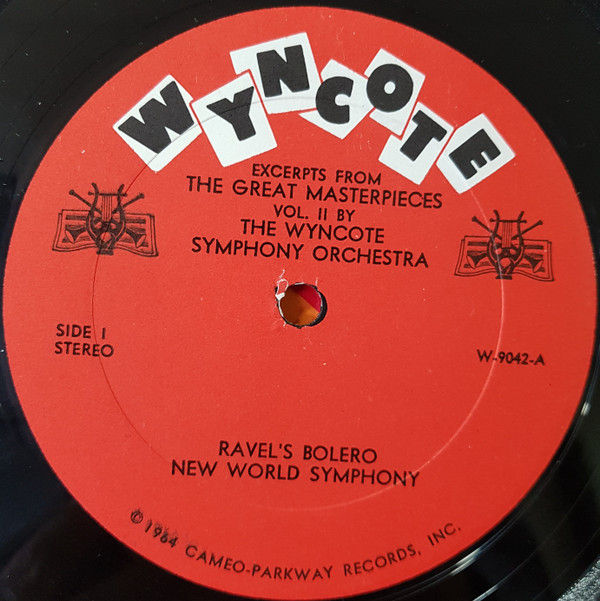 WYNCOTE
EXCERPTS FROM
THE GREAT MASTERPIECES
VOL. II BY
THE WYNCOTE
SYMPHONY ORCHESTRA
SIDE 1
STEREO
W-9042-A
RAVEL'S BOLERO
NEW WORLD SYMPHONY
© 1964 CAMEO-PARKWAY RECORDS, INC.